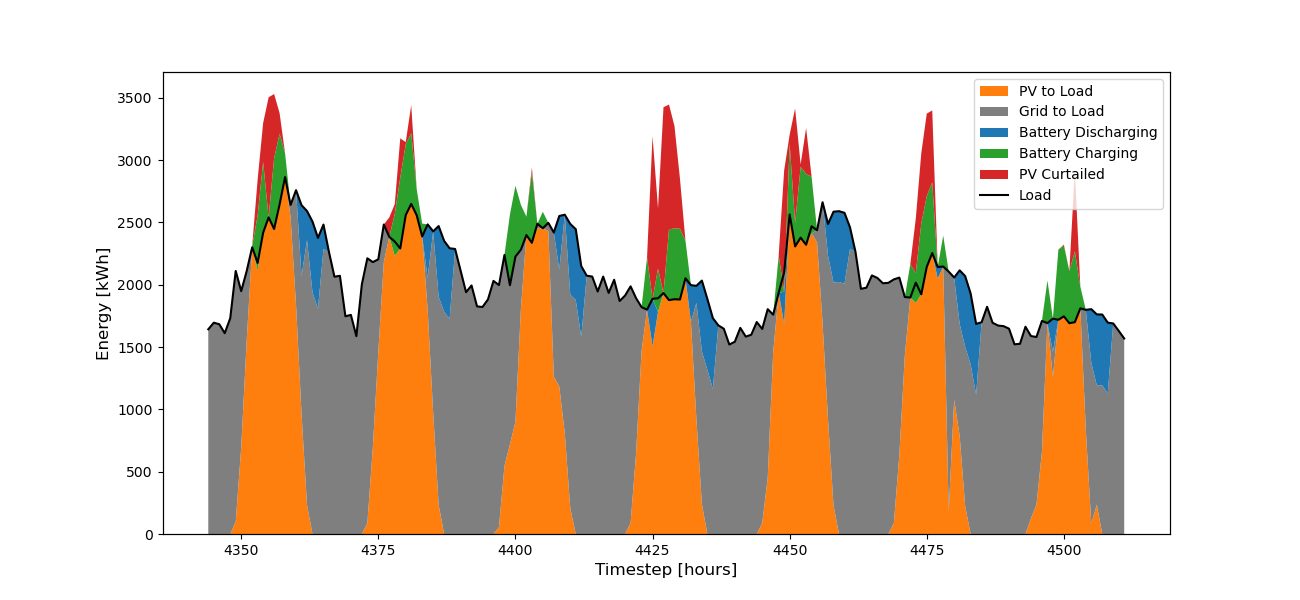 3500
3000
2500
2000
1500
1000
500
0
Energy [kWh]
4350
4375
4400
4425
4450
4475
4500
Timestep [hours]
PV to Load
Grid to Load
Battery Discharging
Battery Charging
PV Curtailed
Load